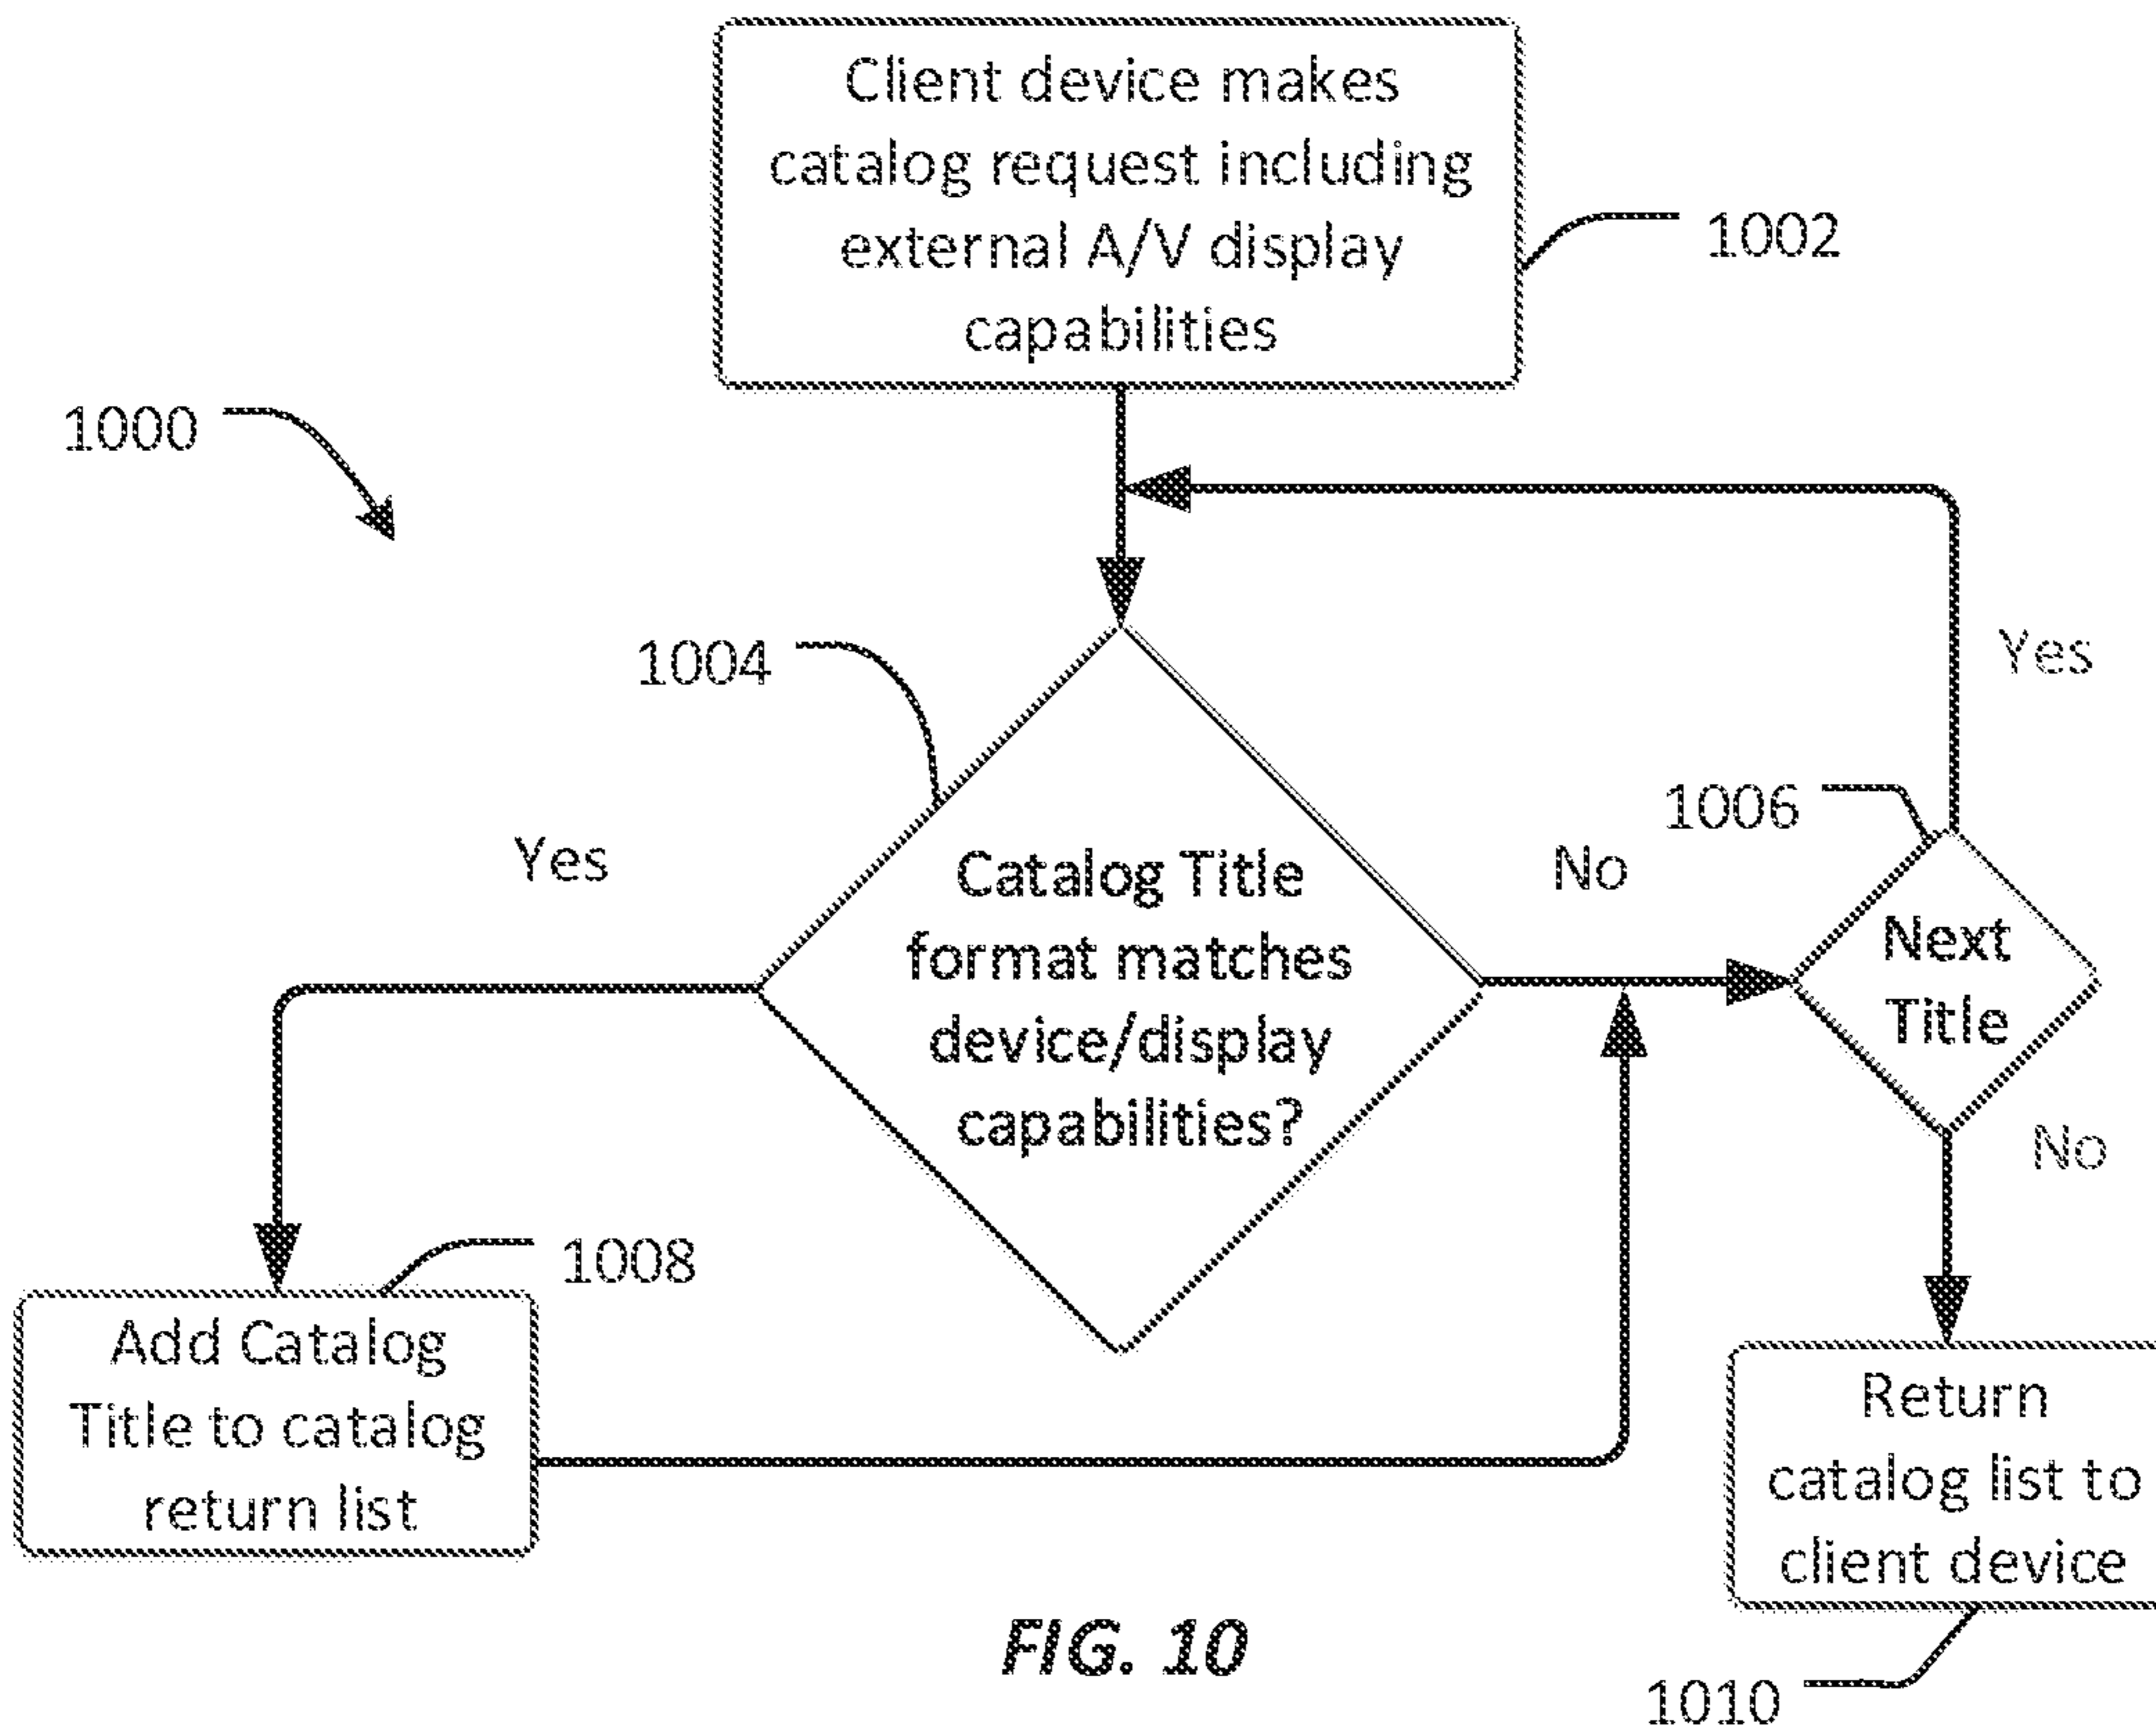 Client device makes
catalog request including
external A/V display
capabilities
1002
1000
1004
Yes
1006
Yes
Catalog Title
format matches
device/display
capabilities?
No
Next
Title
No
1008
Add Catalog
Title to catalog
return list
Return
catalog list to
client device
FIG. 10
1010